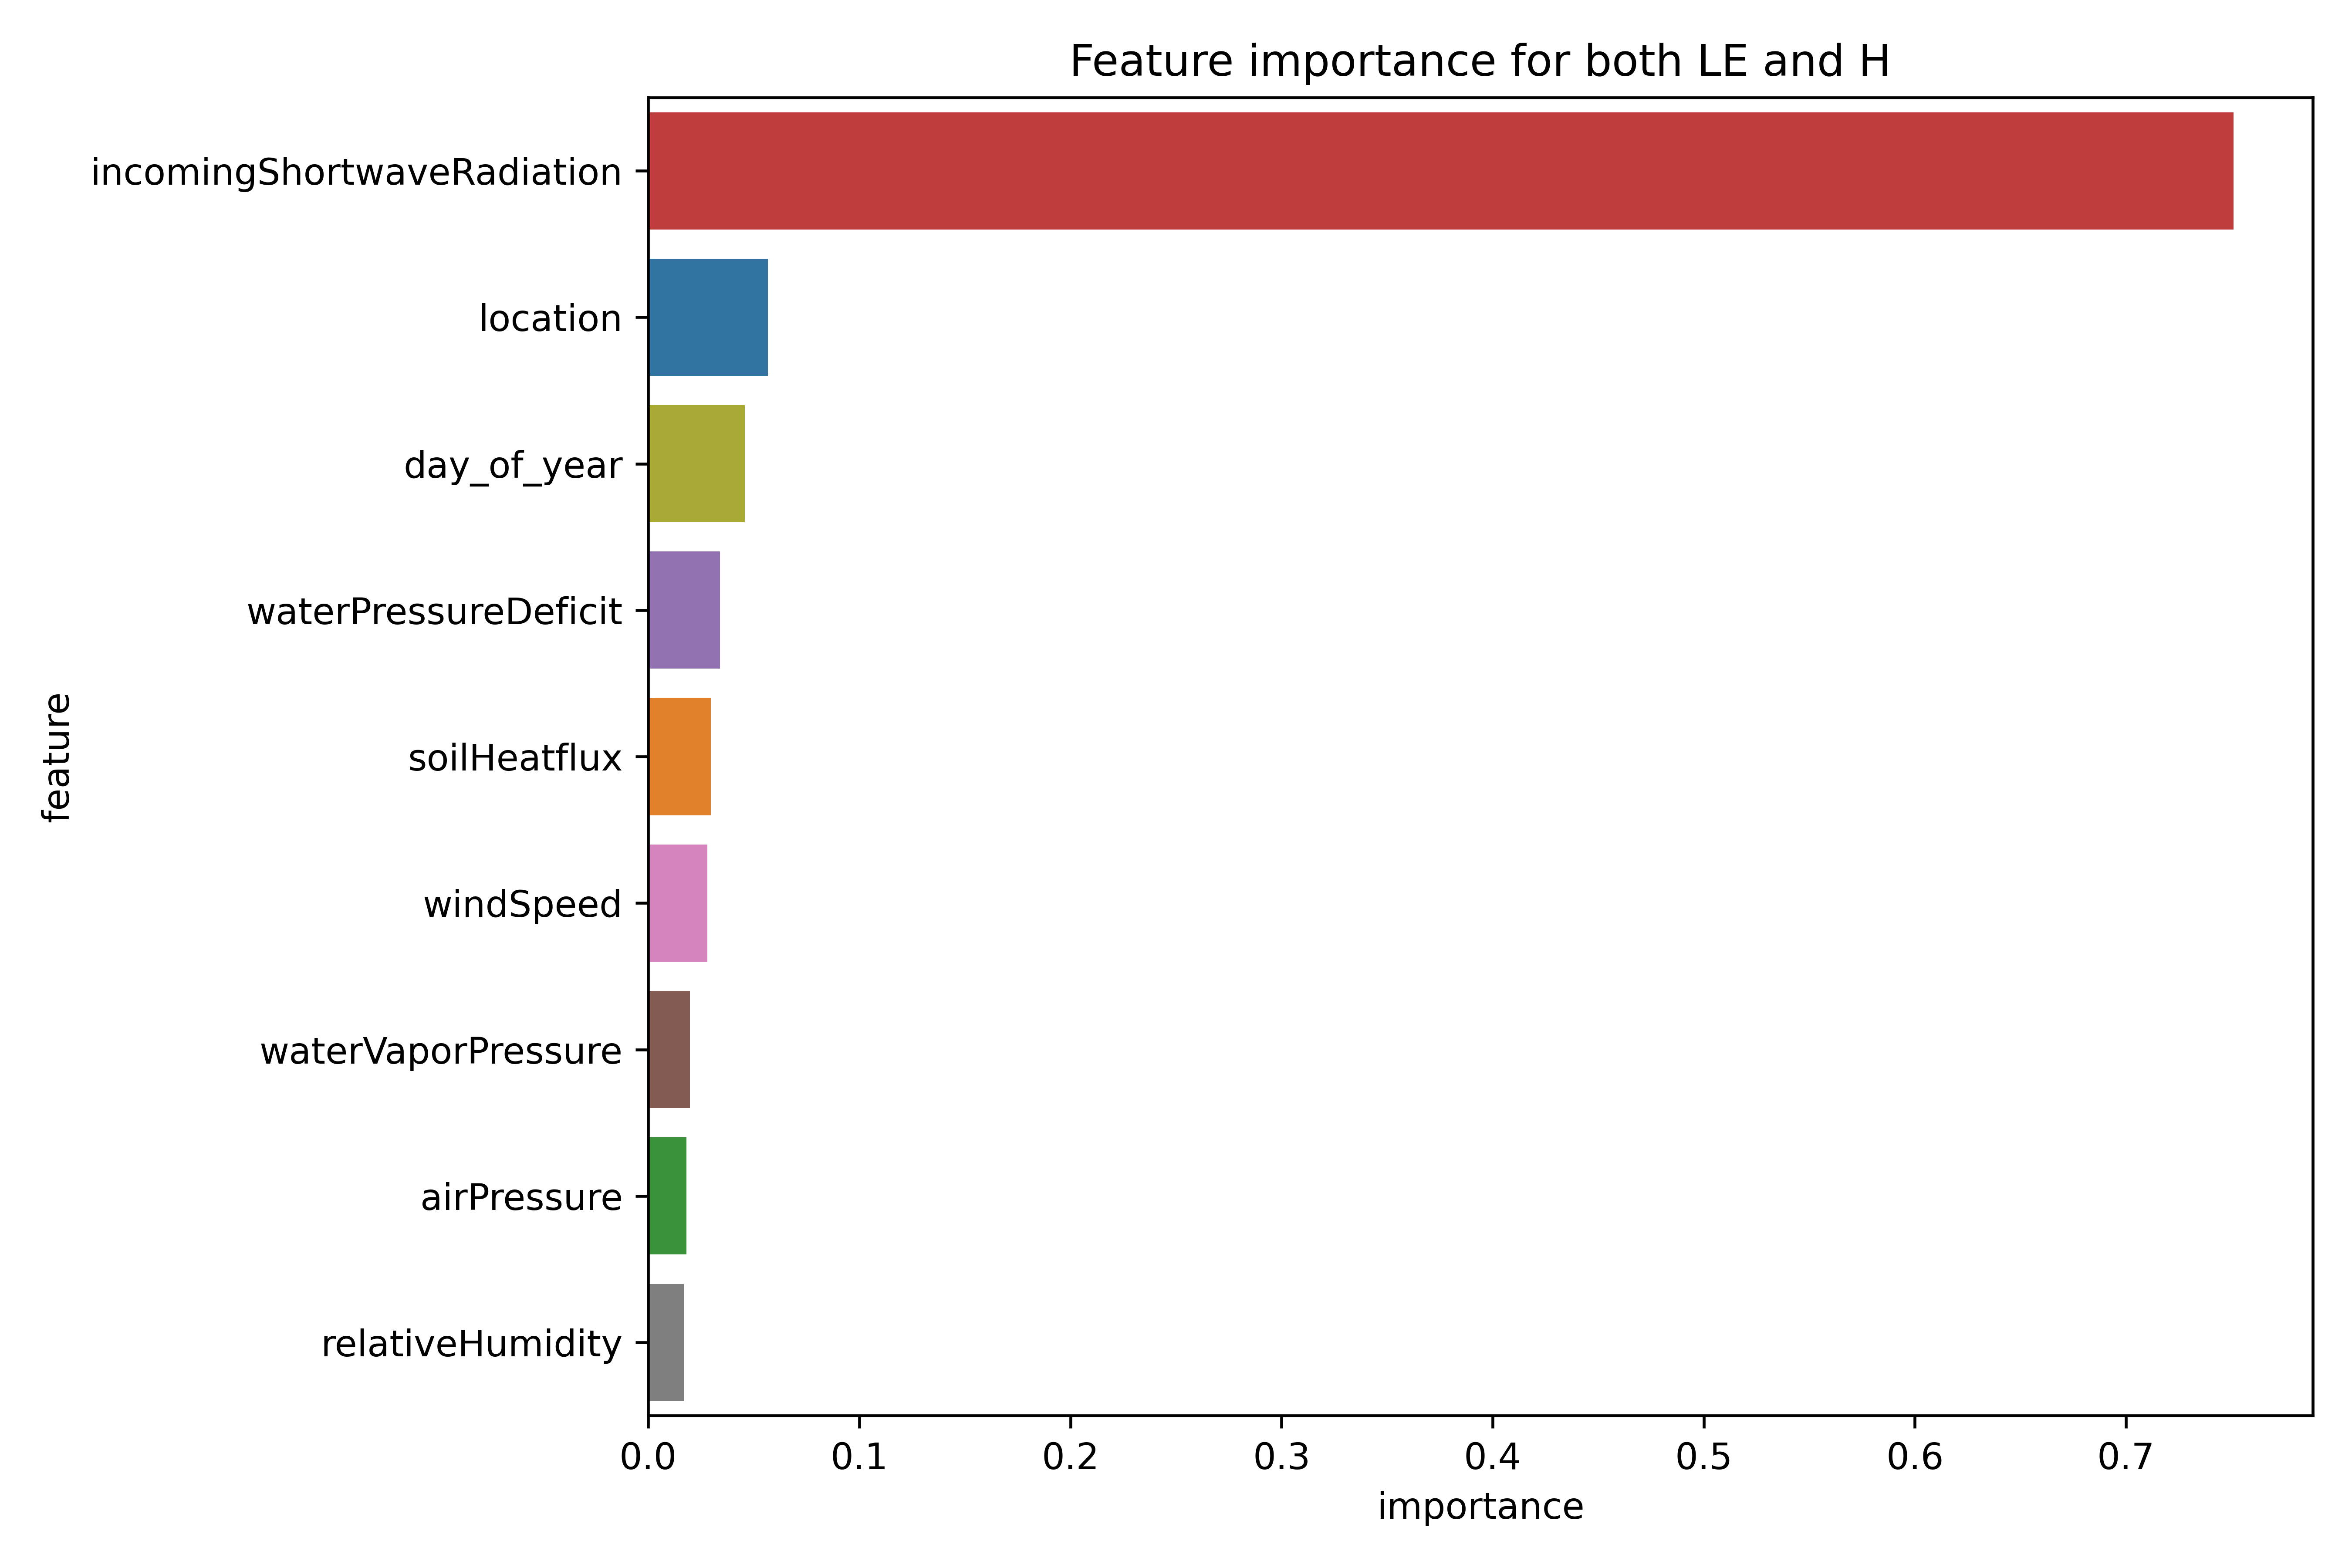 Feature importance for both LE and H
incomingShortwaveRadiation
location
day_of_year
waterPressureDeficit
soilHeatflux
windSpeed
waterVaporPressure
airPressure
relativeHumidity
feature
0.0 0.1 0.2 0.3 0.4 0.5 0.6 0.7
importance